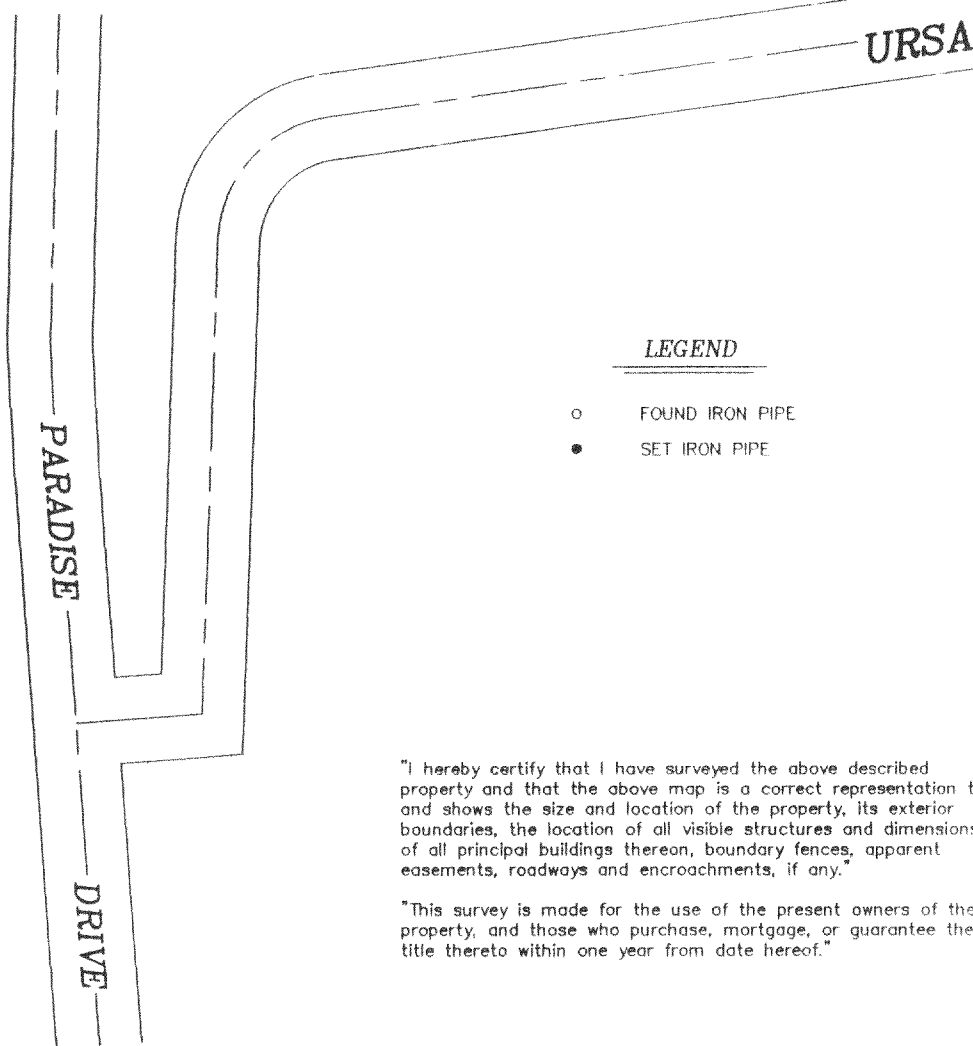 URSA
LEGEND
FOUND IRON PIPE
SET IRON PIPE
PARADISE
DRIVE
"I hereby certify that I have surveyed the above described
property and that the above map is a correct representation t
and shows the size and location of the property, its exterior
boundaries, the location of all visible structures and dimensions
of all principal buildings thereon, boundary fences, apparent
easements, roadways and encroachments, if any."
"This survey is made for the use of the present owners of the
property, and those who purchase, mortgage, or guarantee the
title thereto within one year from date hereof."